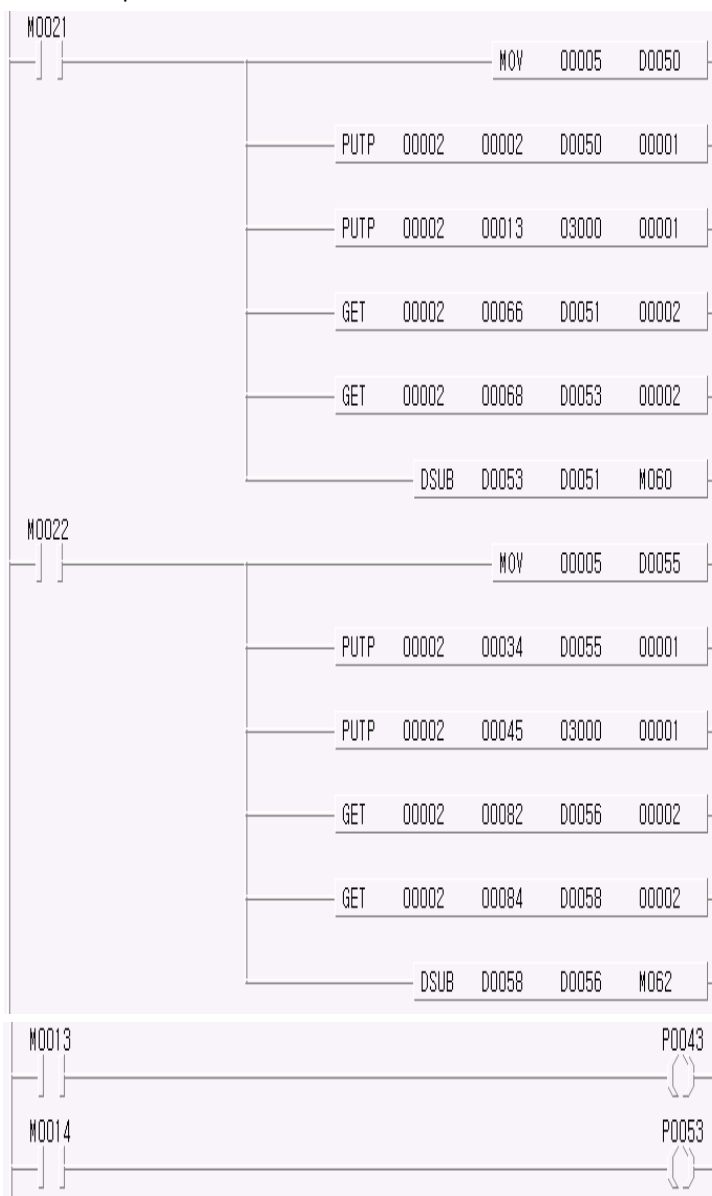 M0021
MOV 00005 D0050
PUTP 00002 00002 D0050 00001
PUTP 00002 00013 03000 00001
GET 00002 00066 D0051 00002
GET 00002 00068 D0053 00002
DSUB D0053 D0051 M060
M0022
MOV 00005 D0055
PUTP 00002 00034 D0055 00001
PUTP 00002 00045 03000 00001
GET 00002 00082 D0056 00002
GET 00002 00084 D0058 00002
DSUB D0058 D0056 M062
M0013 P0043
M0014 P0053